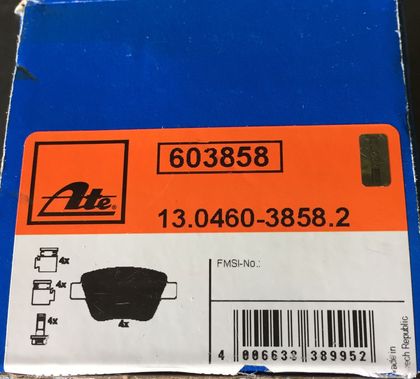 603858
Ate®
13.0460-3858.2
FMSI-No.:
4x
4x
4x
4x
4 006633 389952
Made in
Czech Republic